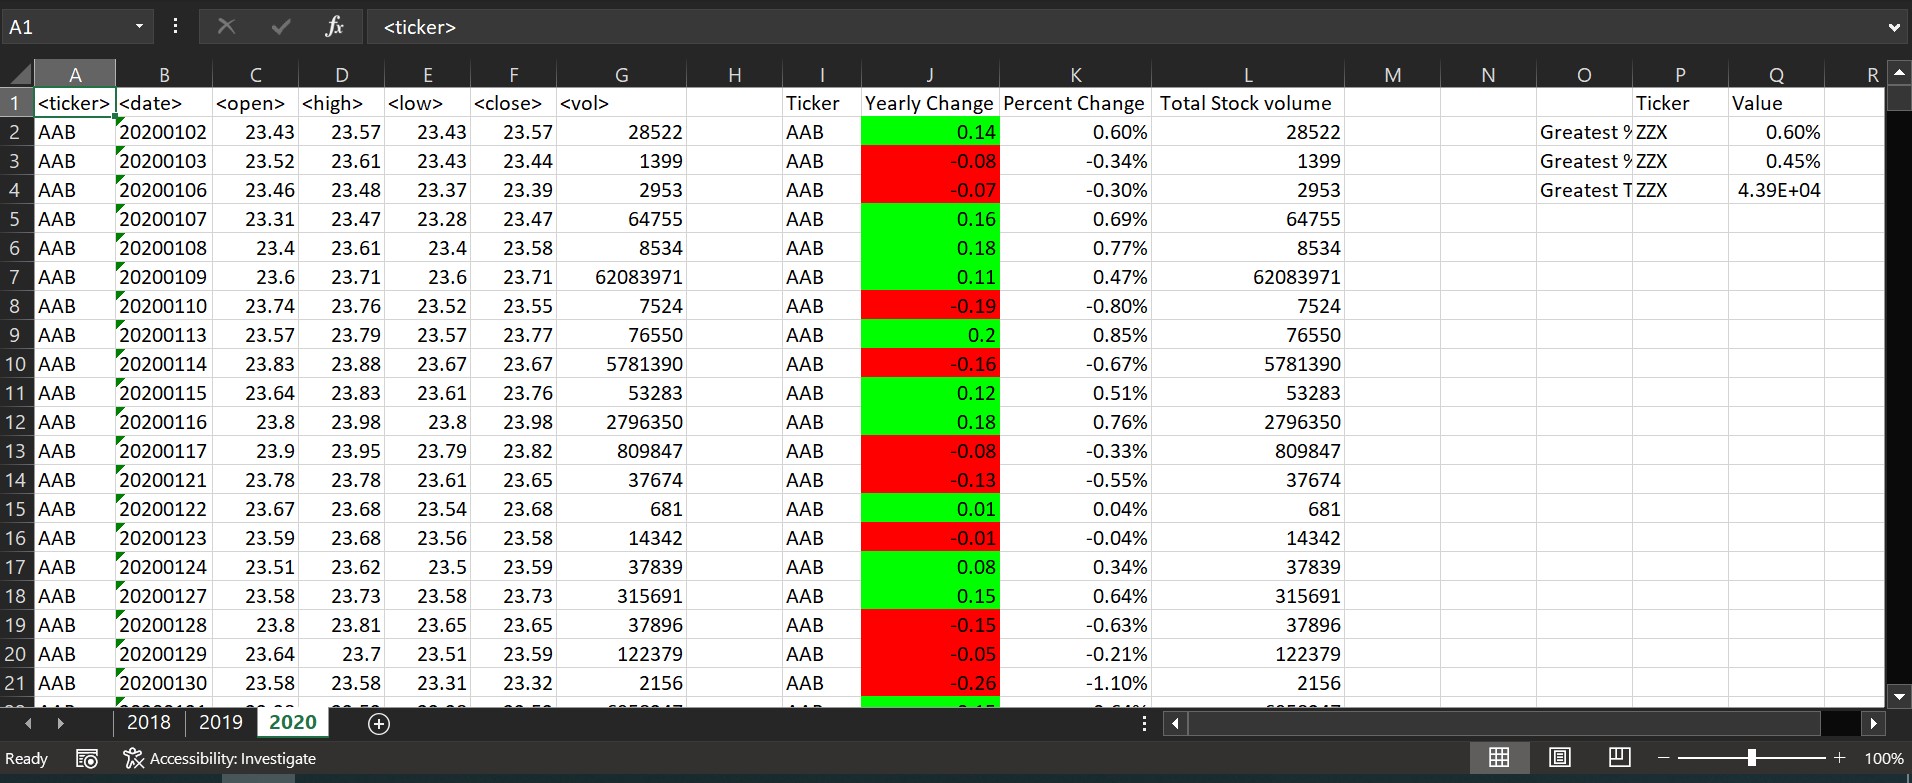 A1 fx <ticker>
A B C D E F G H I J K L M N O P Q R
1 <ticker> <date> <open> <high> <low> <close> <vol> Ticker Yearly Change Percent Change Total Stock volume Ticker Value
2 AAB 20200102 23.43 23.57 23.43 23.57 28522 AAB 0.14 0.60% 28522 Greatest % ZZX 0.60%
3 AAB 20200103 23.52 23.61 23.43 23.44 1399 AAB -0.08 -0.34% 1399 Greatest % ZZX 0.45%
4 AAB 20200106 23.46 23.48 23.37 23.39 2953 AAB -0.07 -0.30% 2953 Greatest T ZZX 4.39E+04
5 AAB 20200107 23.31 23.47 23.28 23.47 64755 AAB 0.16 0.69% 64755
6 AAB 20200108 23.4 23.61 23.4 23.58 8534 AAB 0.18 0.77% 8534
7 AAB 20200109 23.6 23.71 23.6 23.71 62083971 AAB 0.11 0.47% 62083971
8 AAB 20200110 23.74 23.76 23.52 23.55 7524 AAB -0.19 -0.80% 7524
9 AAB 20200113 23.57 23.79 23.57 23.77 76550 AAB 0.2 0.85% 76550
10 AAB 20200114 23.83 23.88 23.67 23.67 5781390 AAB -0.16 -0.67% 5781390
11 AAB 20200115 23.64 23.83 23.61 23.76 53283 AAB 0.12 0.51% 53283
12 AAB 20200116 23.8 23.98 23.8 23.98 2796350 AAB 0.18 0.76% 2796350
13 AAB 20200117 23.9 23.95 23.79 23.82 809847 AAB -0.08 -0.33% 809847
14 AAB 20200121 23.78 23.78 23.61 23.65 37674 AAB -0.13 -0.55% 37674
15 AAB 20200122 23.67 23.68 23.54 23.68 681 AAB 0.01 0.04% 681
16 AAB 20200123 23.59 23.68 23.56 23.58 14342 AAB -0.01 -0.04% 14342
17 AAB 20200124 23.51 23.62 23.5 23.59 37839 AAB 0.08 0.34% 37839
18 AAB 20200127 23.58 23.73 23.58 23.73 315691 AAB 0.15 0.64% 315691
19 AAB 20200128 23.8 23.81 23.65 23.65 37896 AAB -0.15 -0.63% 37896
20 AAB 20200129 23.64 23.7 23.51 23.59 122379 AAB -0.05 -0.21% 122379
21 AAB 20200130 23.58 23.58 23.31 23.32 2156 AAB -0.26 -1.10% 2156
2018 2019 2020
Ready Accessibility: Investigate 100%